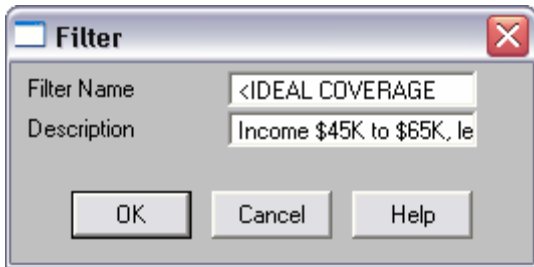 Filter
Filter Name <IDEAL COVERAGE
Description Income $45K to $65K, le
OK Cancel Help